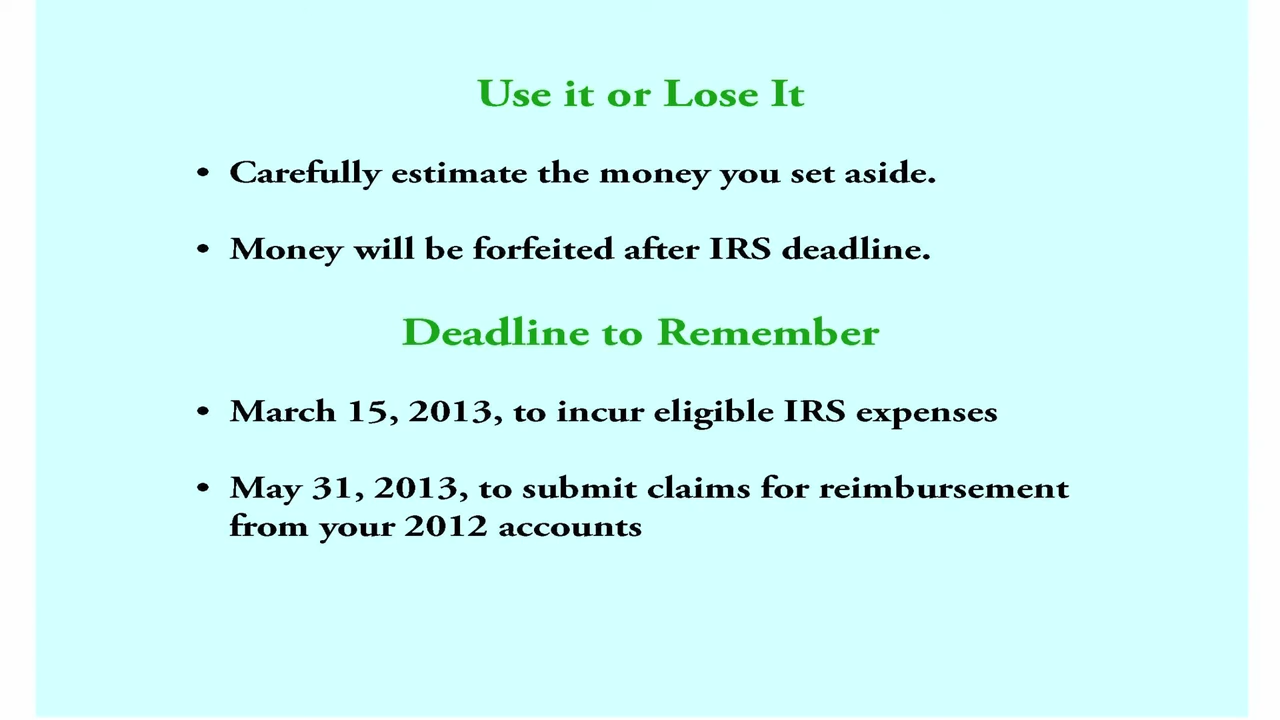 Use it or Lose It
• Carefully estimate the money you set aside.
• Money will be forfeited after IRS deadline.
Deadline to Remember
• March 15, 2013, to incur eligible IRS expenses
• May 31, 2013, to submit claims for reimbursement
from your 2012 accounts